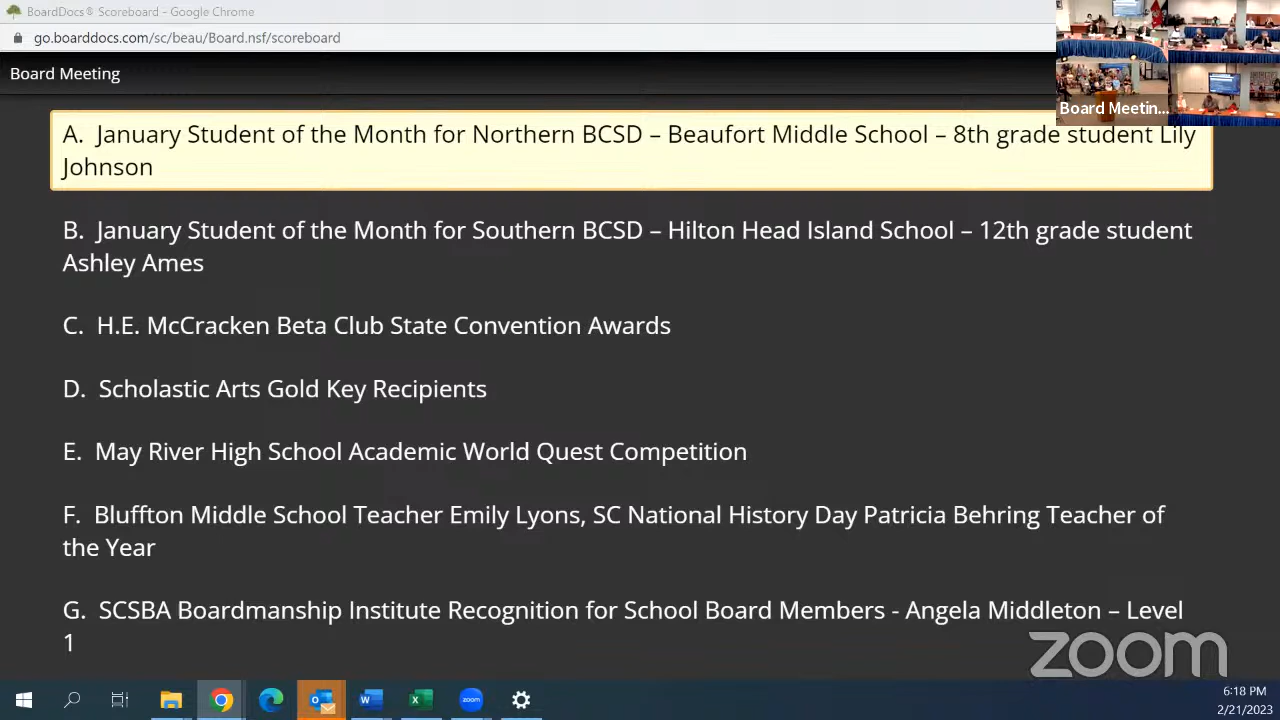 BoardDocs® Scoreboard - Google Chrome
go.boarddocs.com/sc/beau/Board.nsf/scoreboard
Board Meeting
Board Meetin...
A. January Student of the Month for Northern BCSD – Beaufort Middle School – 8th grade student Lily
Johnson
B. January Student of the Month for Southern BCSD – Hilton Head Island School – 12th grade student
Ashley Ames
C. H.E. McCracken Beta Club State Convention Awards
D. Scholastic Arts Gold Key Recipients
E. May River High School Academic World Quest Competition
F. Bluffton Middle School Teacher Emily Lyons, SC National History Day Patricia Behring Teacher of
the Year
G. SCSBA Boardmanship Institute Recognition for School Board Members - Angela Middleton – Level
1
zoom
zoom
6:18 PM
2/21/2023